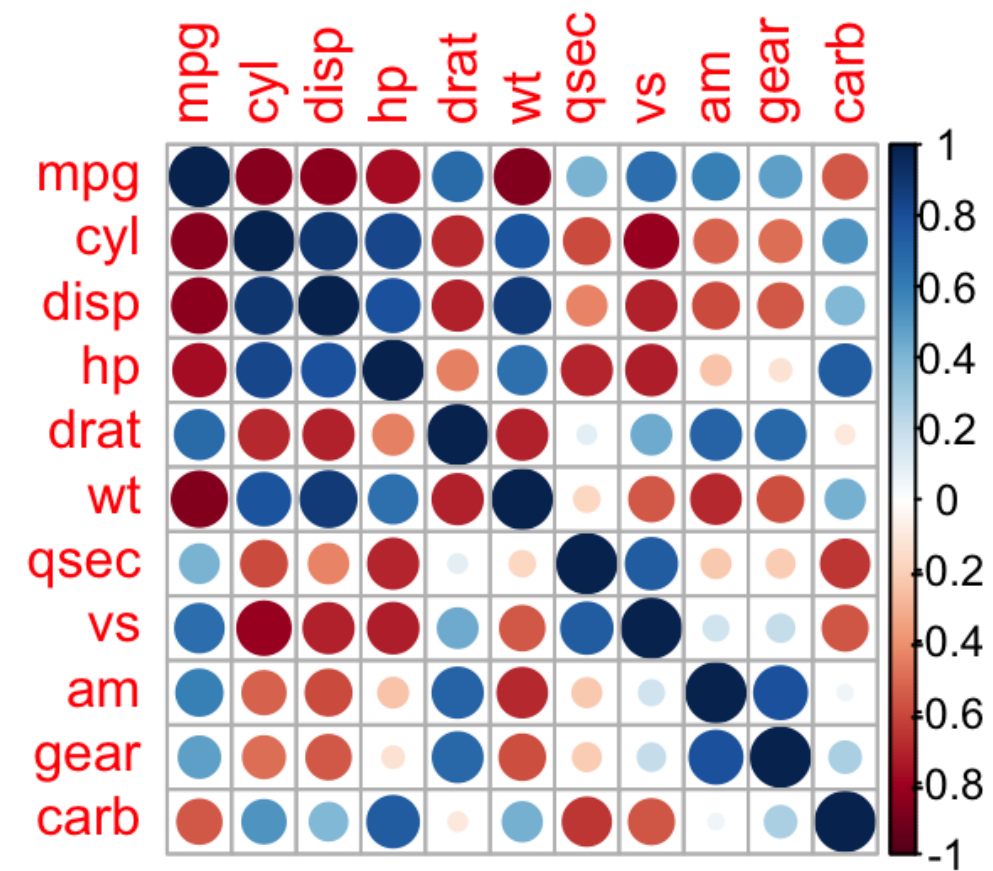 mpg cyl disp hp drat wt qsec vs am gear carb
mpg
cyl
disp
hp
drat
wt
qsec
vs
am
gear
carb
1
0.8
0.6
0.4
0.2
0
-0.2
-0.4
-0.6
-0.8
-1